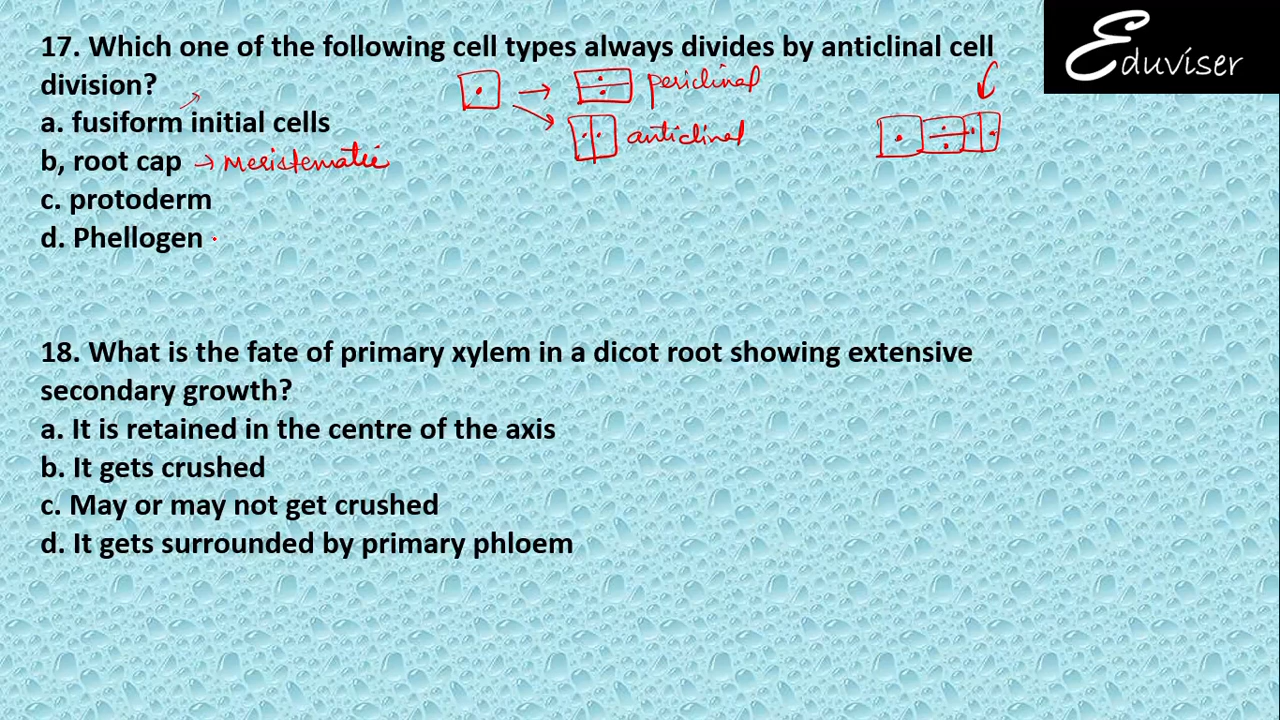 17. Which one of the following cell types always divides by anticlinal cell
division?
periclinal
a. fusiform initial cells
anticlinal
b, root cap → meristematic
c. protoderm
d. Phellogen
18. What is the fate of primary xylem in a dicot root showing extensive
secondary growth?
a. It is retained in the centre of the axis
b. It gets crushed
c. May or may not get crushed
d. It gets surrounded by primary phloem
Eduviser